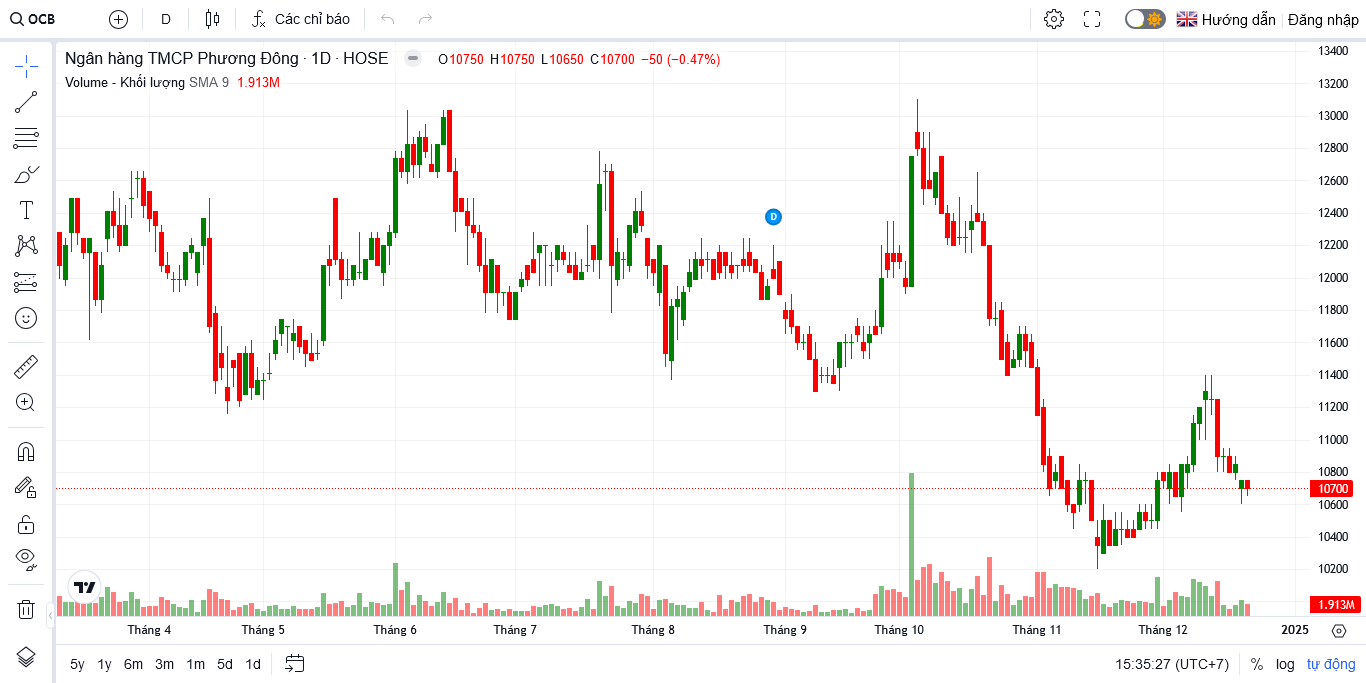 OCB D Các chỉ báo Hướng dẫn Đăng nhập
Ngân hàng TMCP Phương Đông · 1D · HOSE O10750 H10750 L10650 C10700 −50 (−0.47%)
Volume - Khối lượng SMA 9 1.913M
13400
13200
13000
12800
12600
12400
D
12200
12000
11800
11600
11400
11200
11000
10800
10700
10600
10400
10200
1.913M
Tháng 4 Tháng 5 Tháng 6 Tháng 7 Tháng 8 Tháng 9 Tháng 10 Tháng 11 Tháng 12 2025
5y 1y 6m 3m 1m 5d 1d 15:35:27 (UTC+7) % log tự động